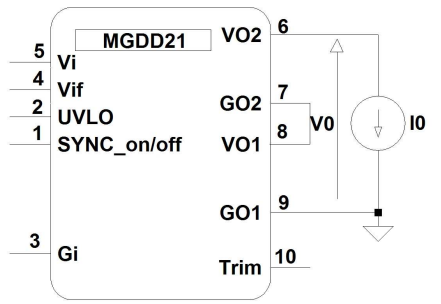 MGDD21
5 Vi
4 Vif
2 UVLO
1 SYNC_on/off
3 Gi
VO2 6
GO2 7
VO1 8
GO1 9
Trim 10
V0
I0